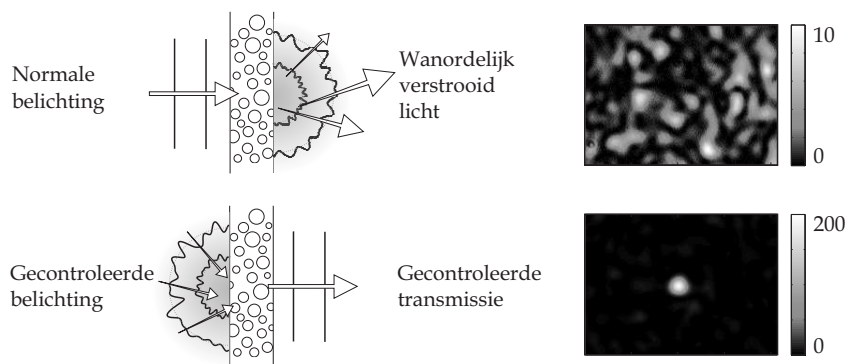 Normale
belichting
Wanordelijk
verstrooid
licht
10
0
Gecontroleerde
belichting
Gecontroleerde
transmissie
200
0